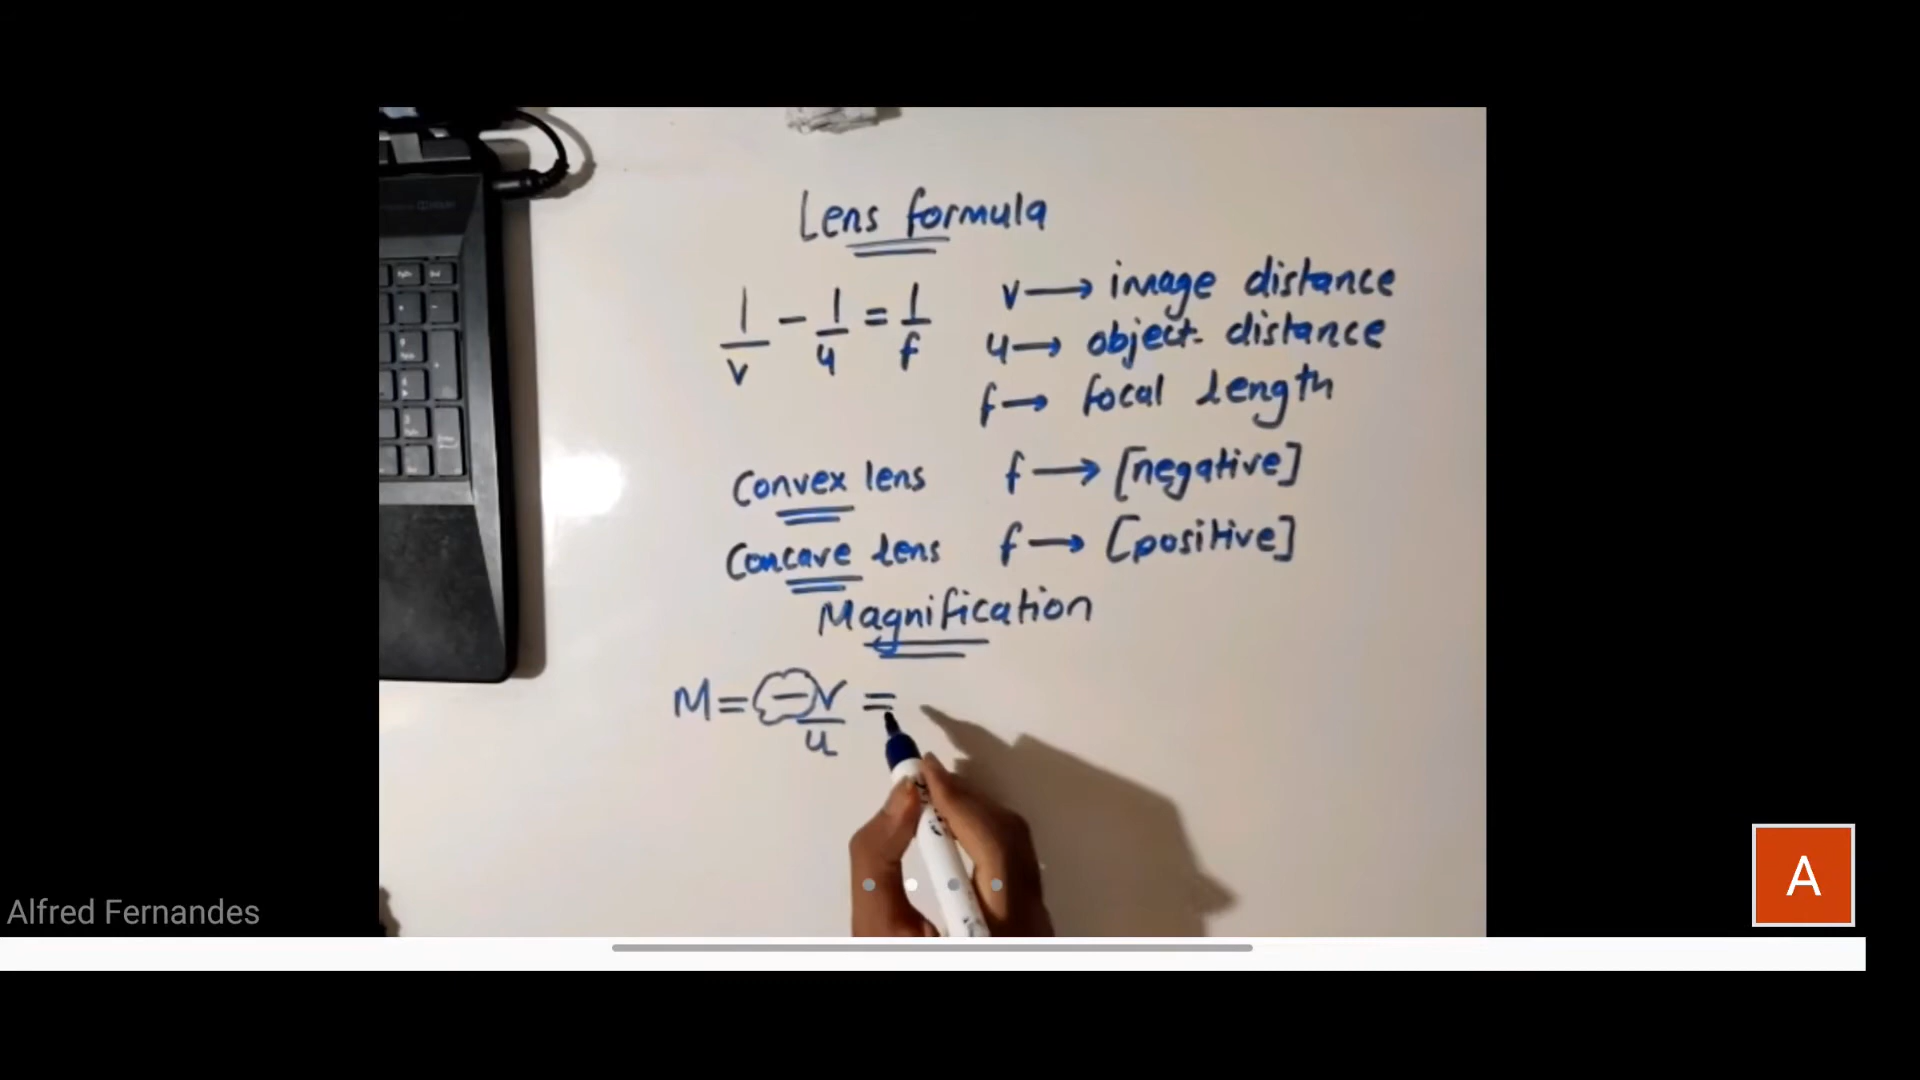 Lens formula
1/v - 1/u = 1/f
v → image distance
u → object distance
f → focal length
Convex lens f → [negative]
Concave lens f → [positive]
Magnification
M = -v/u =
Alfred Fernandes
A